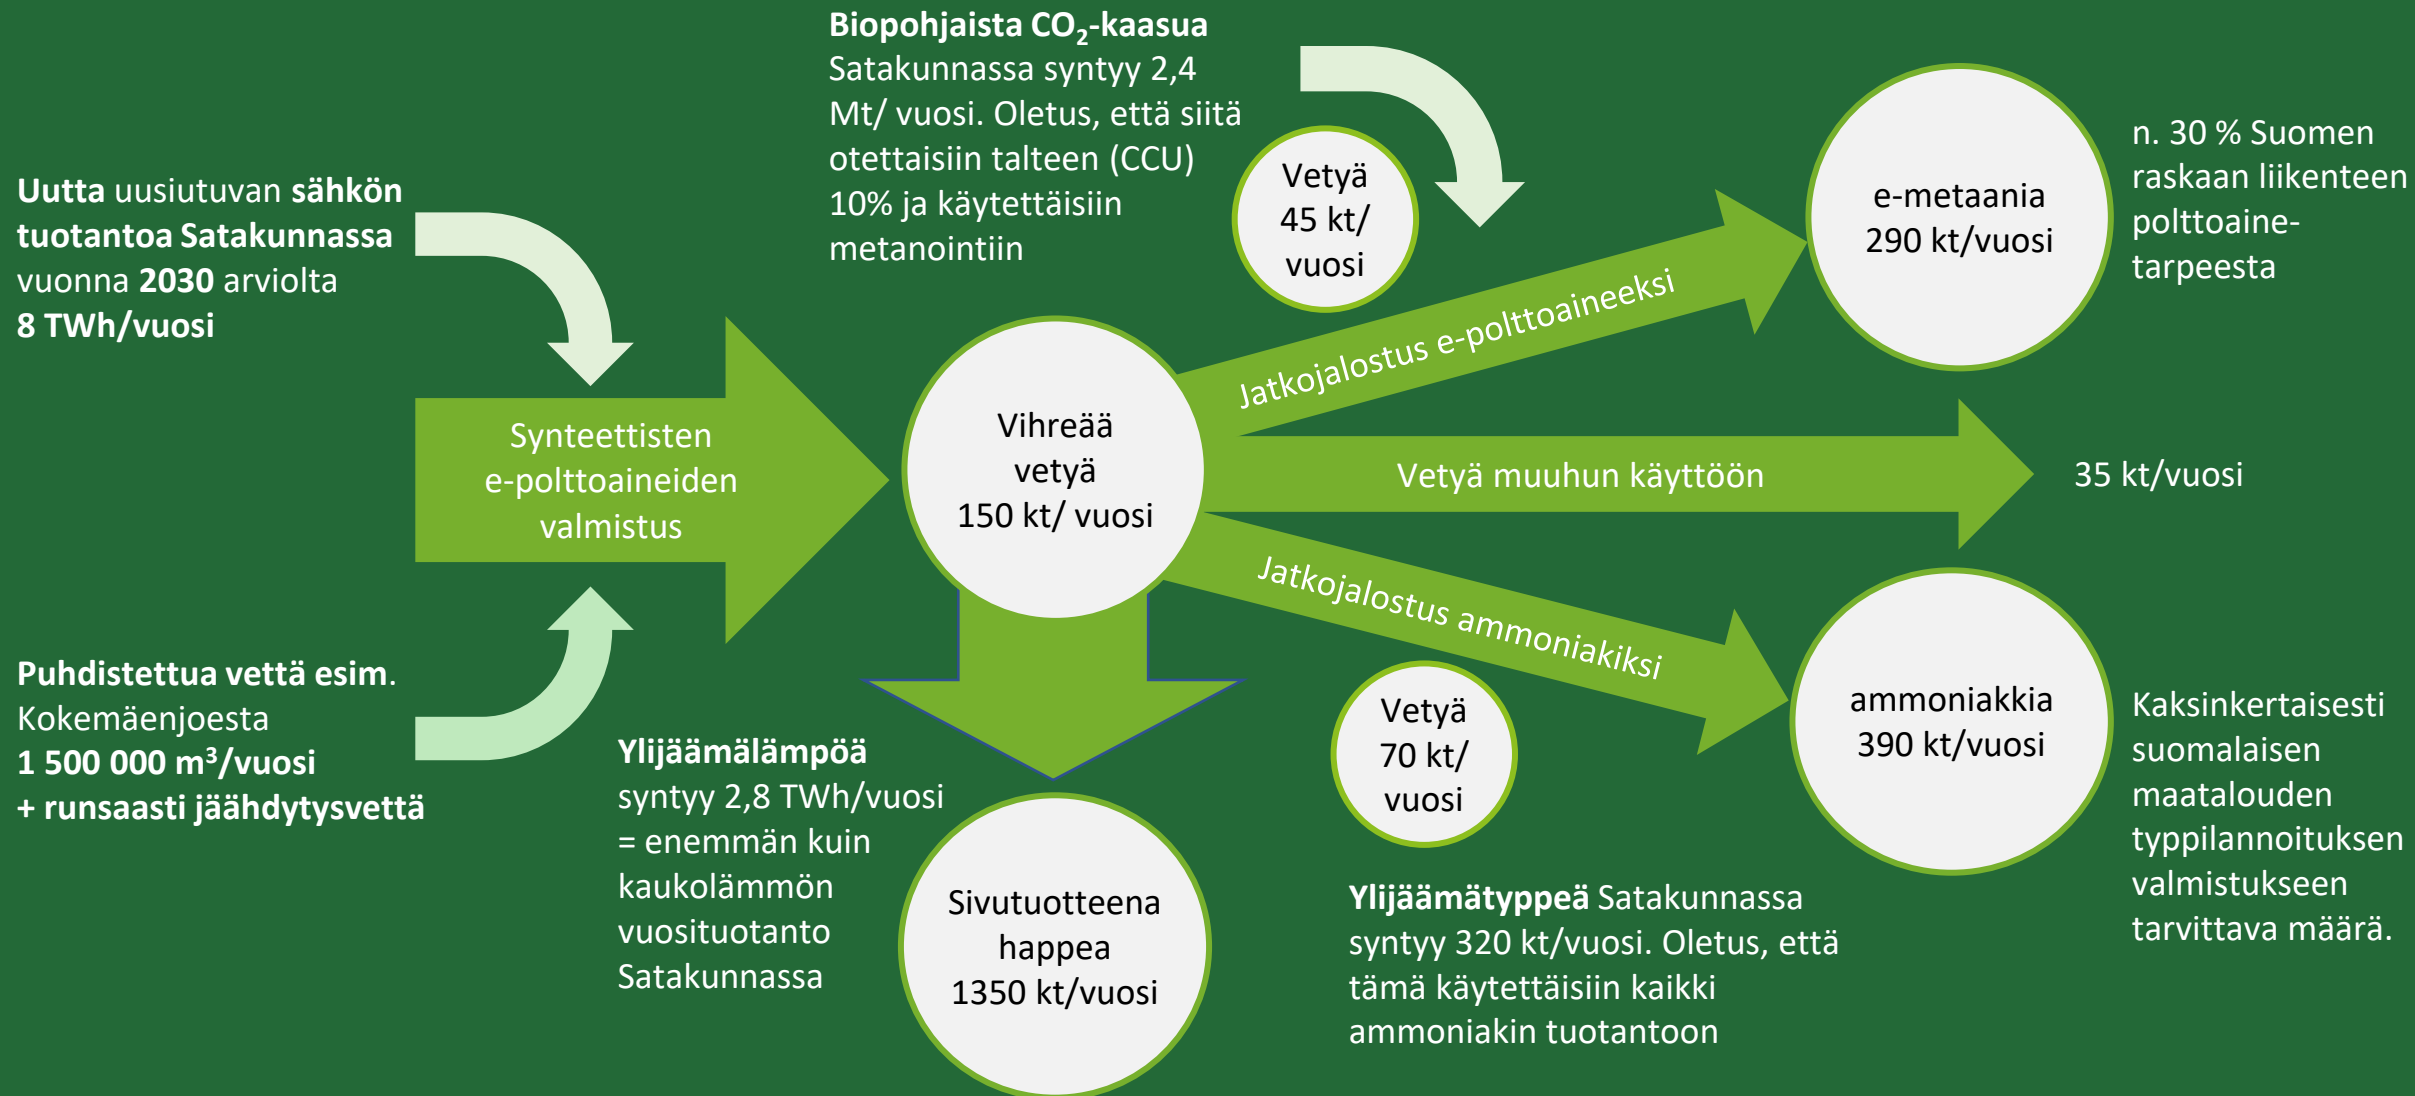 Uutta uusiutuvan sähkön
tuotantoa Satakunnassa
vuonna 2030 arviolta
8 TWh/vuosi
Puhdistettua vettä esim.
Kokemäenjoesta
1 500 000 m³/vuosi
+ runsaasti jäähdytysvettä
Synteettisten
e-polttoaineiden
valmistus
Biopohjaista CO₂-kaasua
Satakunnassa syntyy 2,4
Mt/ vuosi. Oletus, että siitä
otettaisiin talteen (CCU)
10% ja käytettäisiin
metanointiin
Vihreää
vetyä
150 kt/ vuosi
Ylijäämälämpöä
syntyy 2,8 TWh/vuosi
= enemmän kuin
kaukolämmön
vuosituotanto
Satakunnassa
Sivutuotteena
happea
1350 kt/vuosi
Vetyä
45 kt/
vuosi
Jatkojalostus e-polttoaineeksi
e-metaania
290 kt/vuosi
n. 30 % Suomen
raskaan liikenteen
polttoaine-
tarpeesta
Vetyä muuhun käyttöön
35 kt/vuosi
Jatkojalostus ammoniakiksi
Vetyä
70 kt/
vuosi
ammoniakkia
390 kt/vuosi
Kaksinkertaisesti
suomalaisen
maatalouden
typpilannoituksen
valmistukseen
tarvittava määrä.
Ylijäämätyppeä Satakunnassa
syntyy 320 kt/vuosi. Oletus, että
tämä käytettäisiin kaikki
ammoniakin tuotantoon